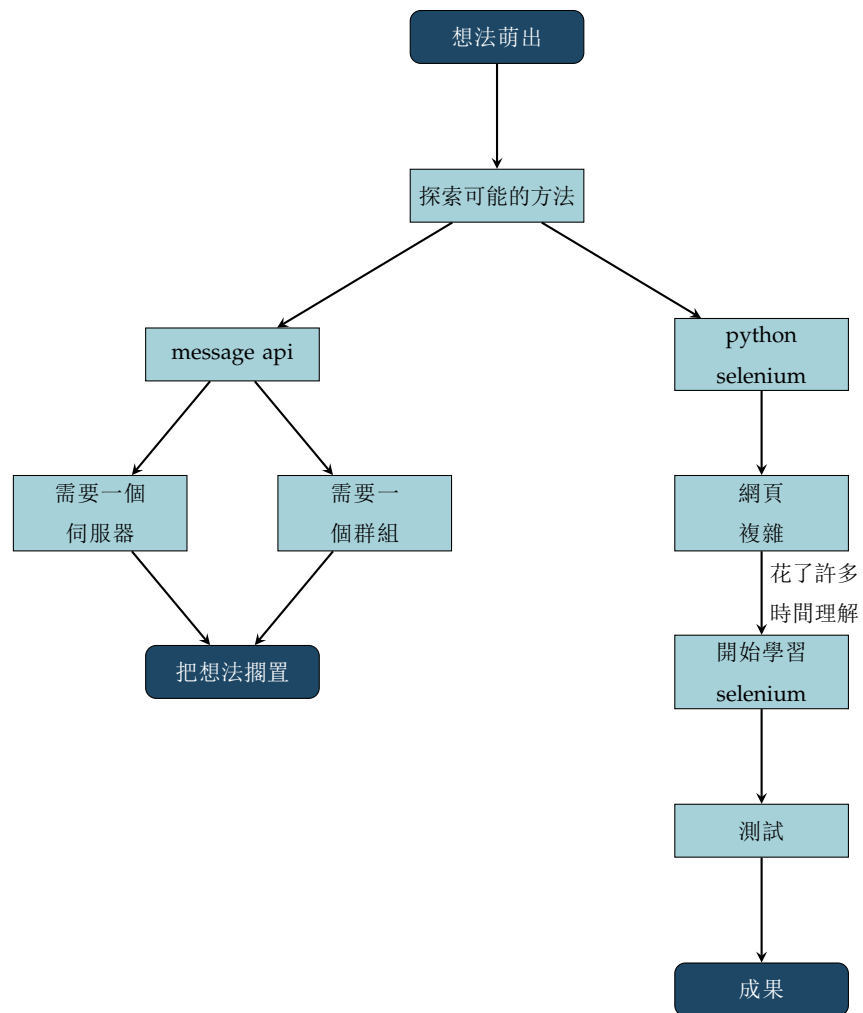 想法萌出
探索可能的方法
message api
python
selenium
需要一個
伺服器
需要一
個群組
網頁
複雜
花了許多
時間理解
把想法擱置
開始學習
selenium
測試
成果